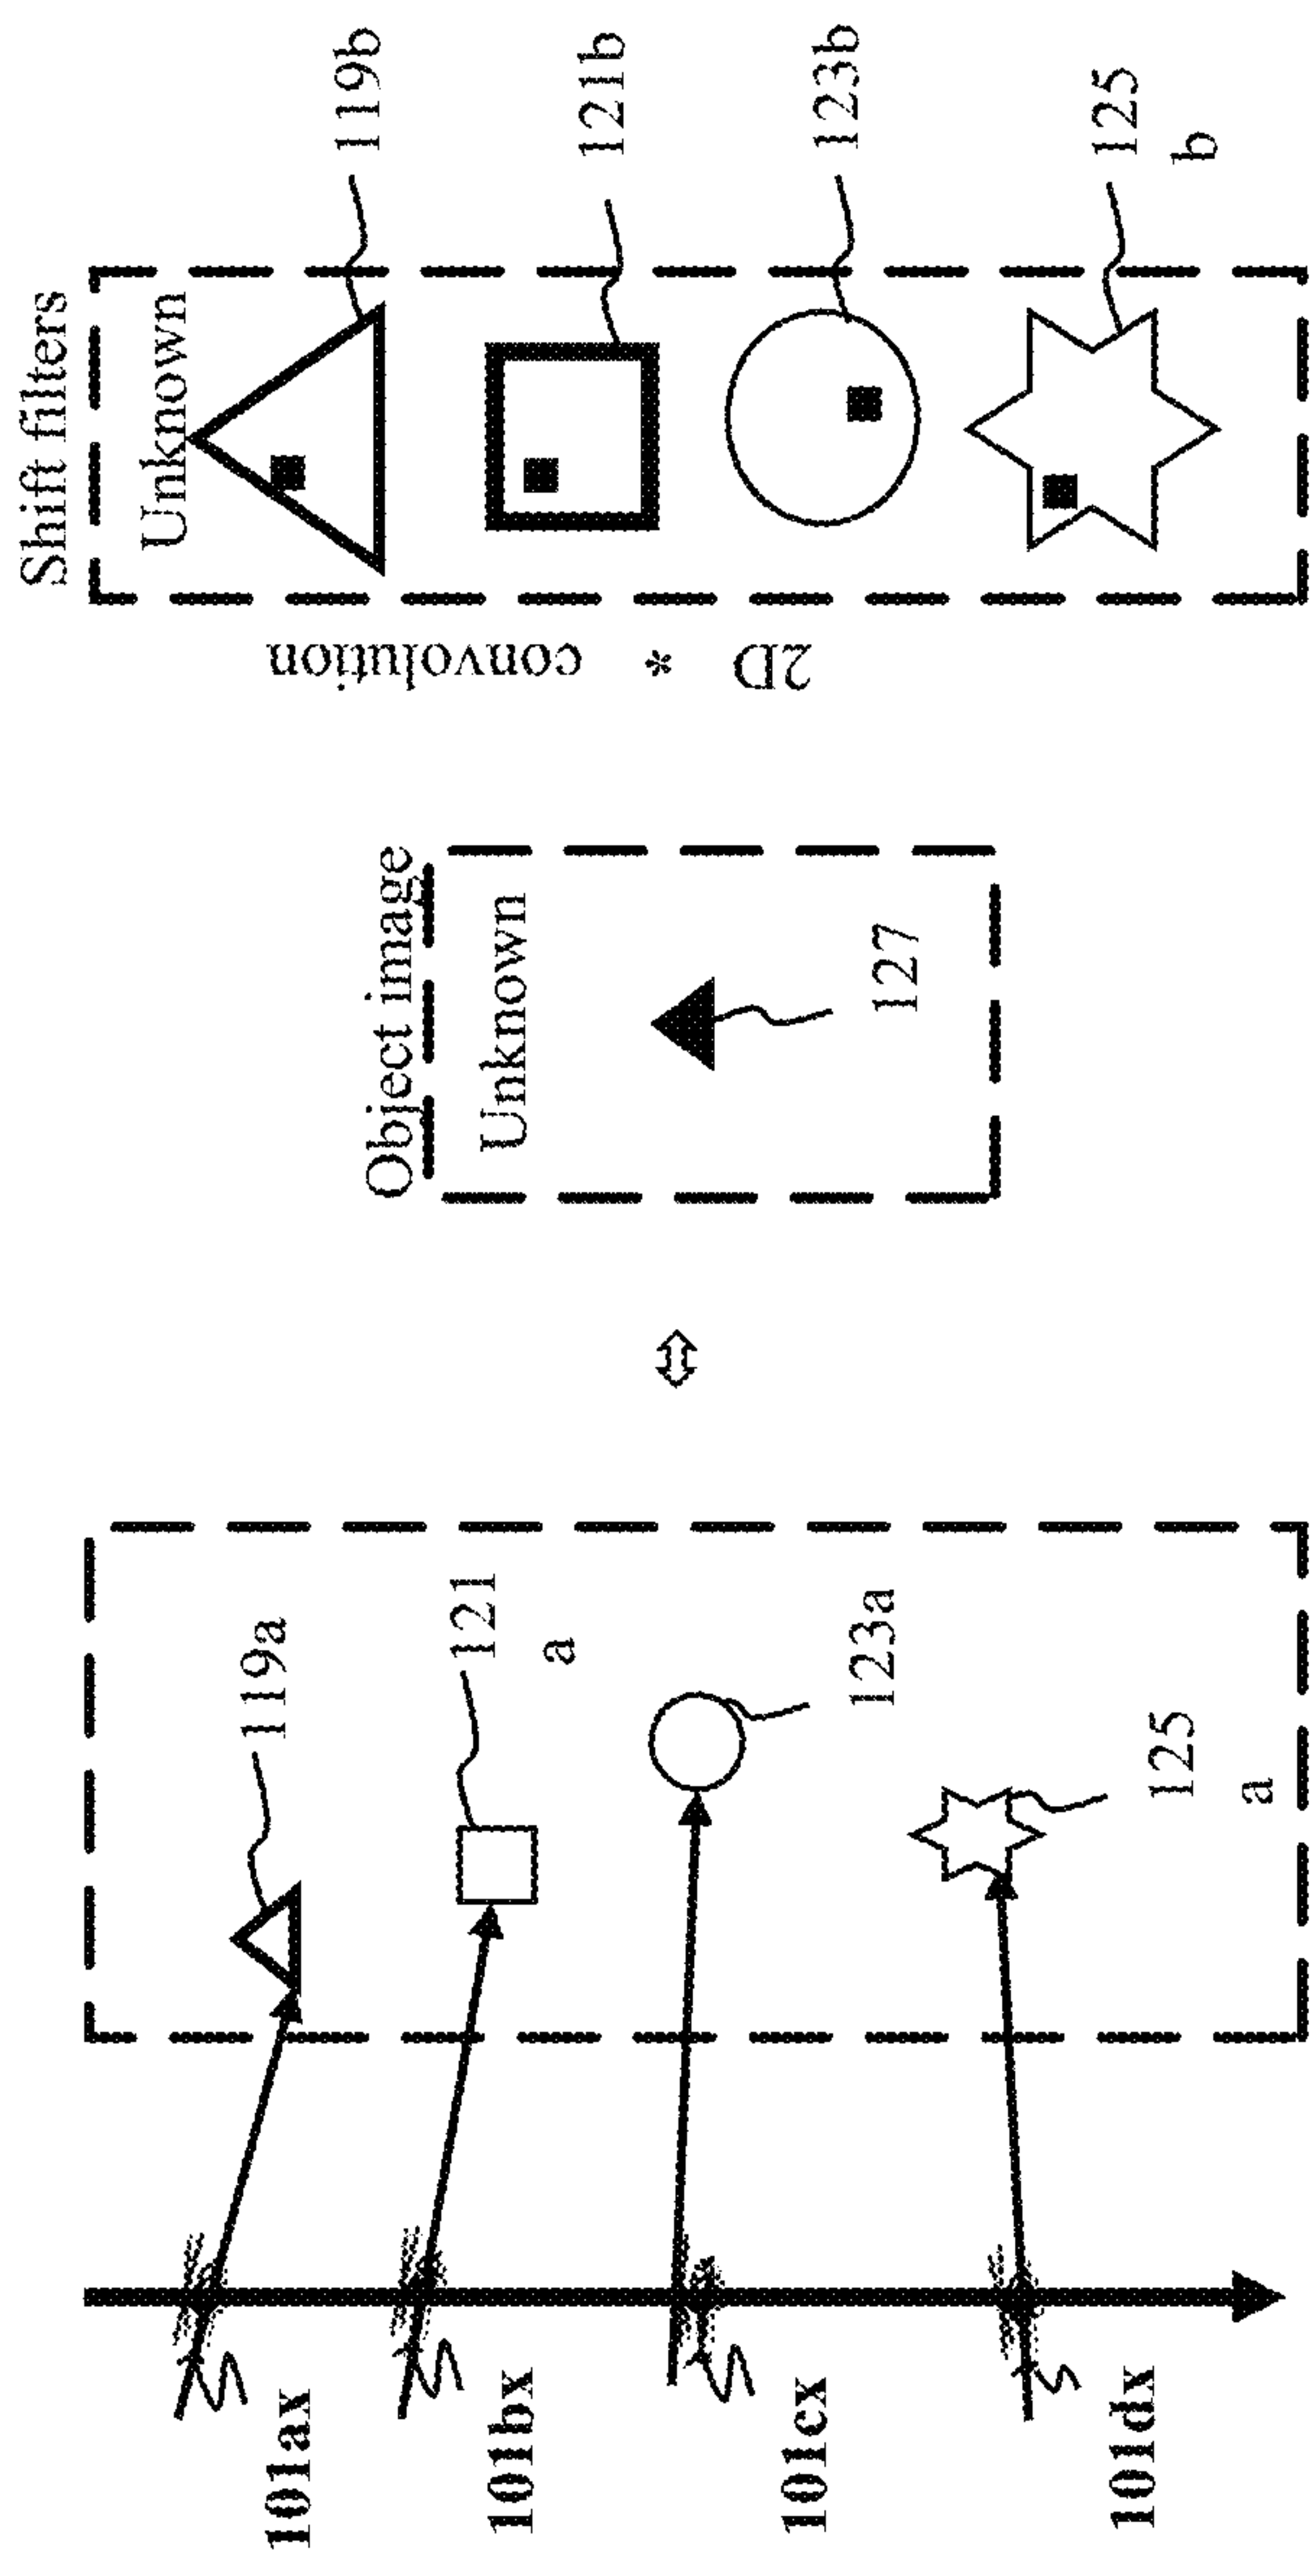 101ax
101bx
101cx
101dx
119a
121
a
123a
125
a
⇔
Object image
Unknown
127
2D * convolution
Shift filters
Unknown
119b
121b
123b
125
b